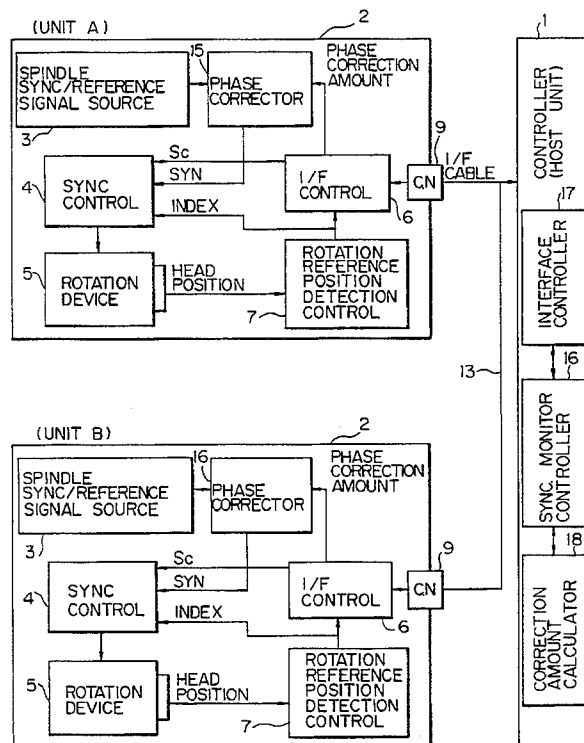 (UNIT A)
2
1
SPINDLE
SYNC/REFERENCE
SIGNAL SOURCE
3
15
PHASE
CORRECTOR
PHASE
CORRECTION
AMOUNT
9
CN
I/F
CABLE
Sc
SYN
INDEX
4
SYNC
CONTROL
I/F
CONTROL
6
5
ROTATION
DEVICE
HEAD
POSITION
ROTATION
REFERENCE
POSITION
DETECTION
CONTROL
7
CONTROLLER
(HOST UNIT)
17
INTERFACE
CONTROLLER
16
SYNC MONITOR
CONTROLLER
18
CORRECTION
AMOUNT
CALCULATOR
13
(UNIT B)
2
SPINDLE
SYNC/REFERENCE
SIGNAL SOURCE
3
16
PHASE
CORRECTOR
PHASE
CORRECTION
AMOUNT
9
CN
Sc
SYN
INDEX
4
SYNC
CONTROL
I/F
CONTROL
6
5
ROTATION
DEVICE
HEAD
POSITION
ROTATION
REFERENCE
POSITION
DETECTION
CONTROL
7